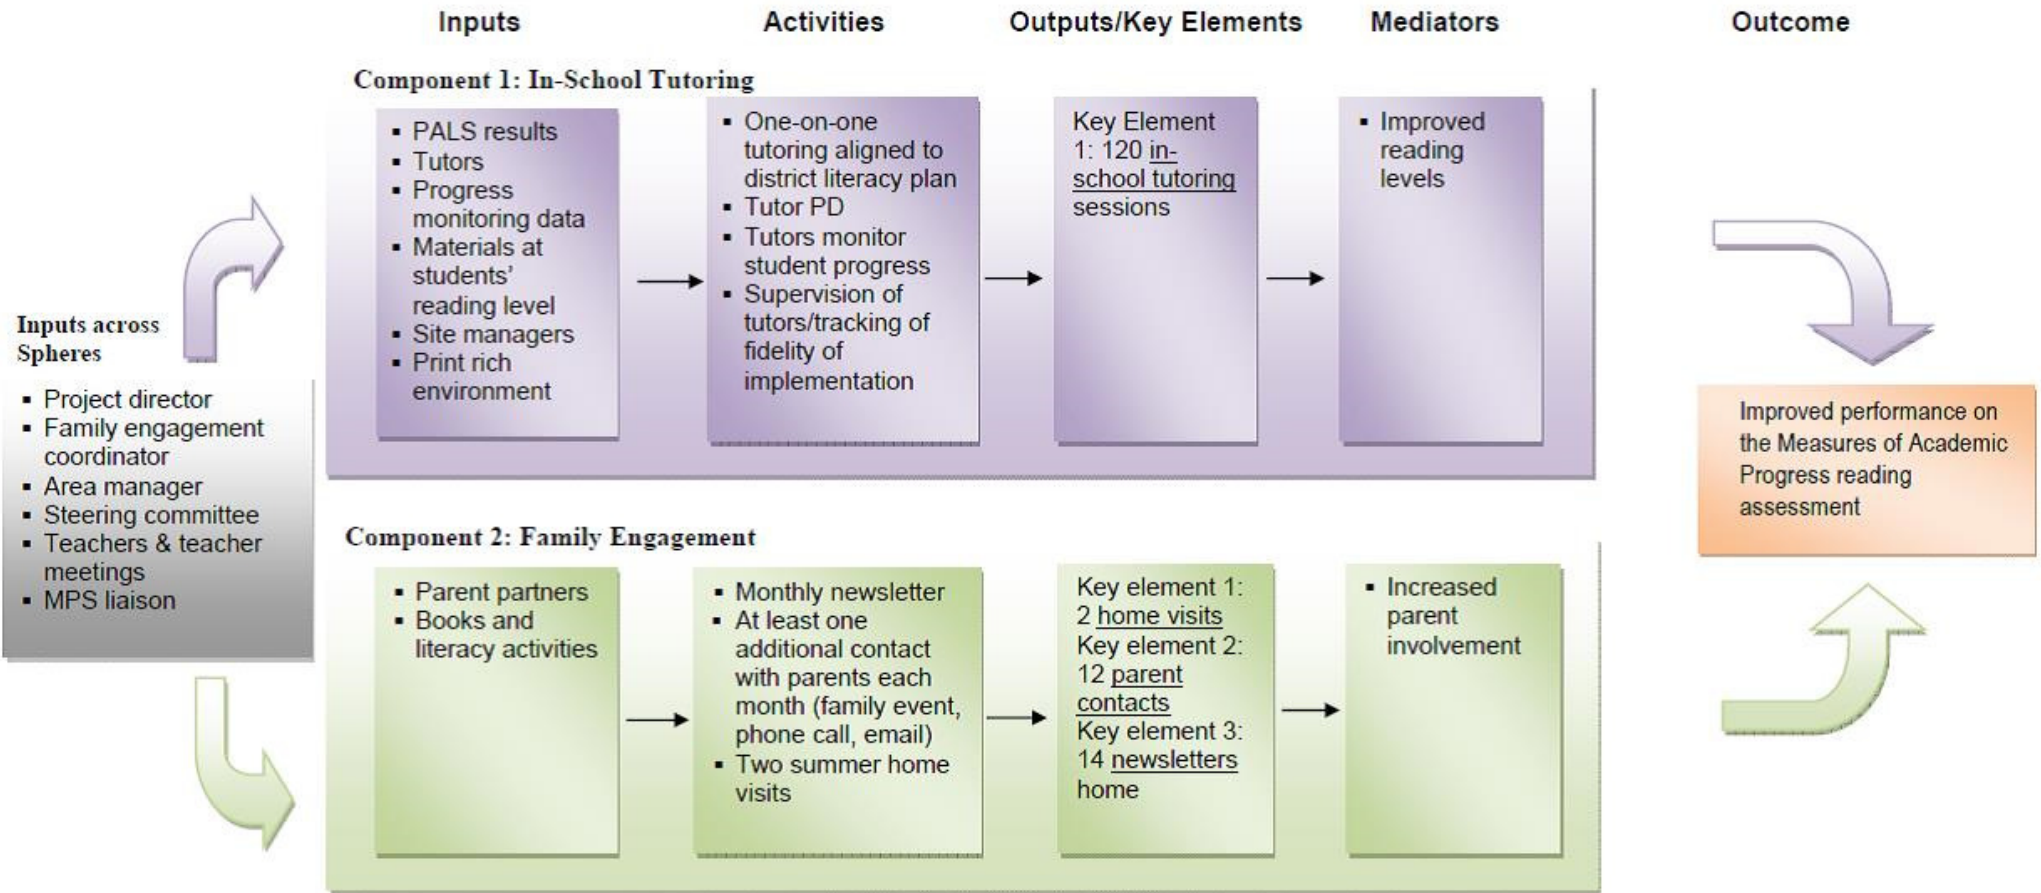 Inputs
Activities
Outputs/Key Elements
Mediators
Outcome
Inputs across
Spheres
▪ Project director
▪ Family engagement
coordinator
▪ Area manager
▪ Steering committee
▪ Teachers & teacher
meetings
▪ MPS liaison
Component 1: In-School Tutoring
▪ PALS results
▪ Tutors
▪ Progress
monitoring data
▪ Materials at
students’
reading level
▪ Site managers
▪ Print rich
environment
▪ One-on-one
tutoring aligned to
district literacy plan
▪ Tutor PD
▪ Tutors monitor
student progress
▪ Supervision of
tutors/tracking of
fidelity of
implementation
Key Element
1: 120 in-
school tutoring
sessions
▪ Improved
reading
levels
Component 2: Family Engagement
▪ Parent partners
▪ Books and
literacy activities
▪ Monthly newsletter
▪ At least one
additional contact
with parents each
month (family event,
phone call, email)
▪ Two summer home
visits
Key element 1:
2 home visits
Key element 2:
12 parent
contacts
Key element 3:
14 newsletters
home
▪ Increased
parent
involvement
Improved performance on
the Measures of Academic
Progress reading
assessment